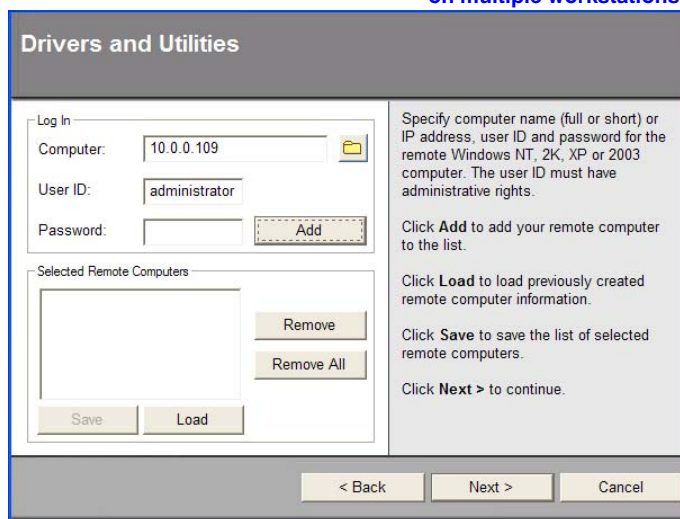 on multiple workstations
Drivers and Utilities
Log In
Computer:
10.0.0.109
User ID:
administrator
Password:
Add
Selected Remote Computers
Remove
Remove All
Save
Load
Specify computer name (full or short) or
IP address, user ID and password for the
remote Windows NT, 2K, XP or 2003
computer. The user ID must have
administrative rights.
Click Add to add your remote computer
to the list.
Click Load to load previously created
remote computer information.
Click Save to save the list of selected
remote computers.
Click Next > to continue.
< Back
Next >
Cancel